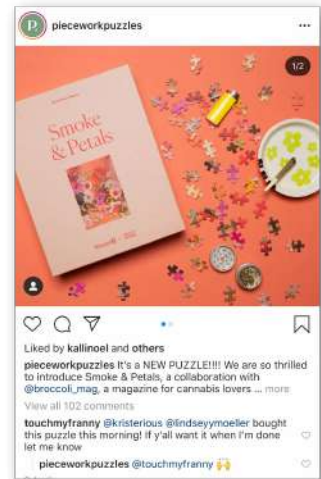 pieceworkpuzzles
1/2
Smoke
& Petals
Liked by kallinoel and others
pieceworkpuzzles It's a NEW PUZZLE!!!! We are so thrilled
to introduce Smoke & Petals, a collaboration with
@broccoli_mag, a magazine for cannabis lovers ... more
View all 102 comments
touchmyfranny @kristerious @lindseyymoeller bought
this puzzle this morning! if y'all want it when I'm done
let me know
pieceworkpuzzles @touchmyfranny 🙌